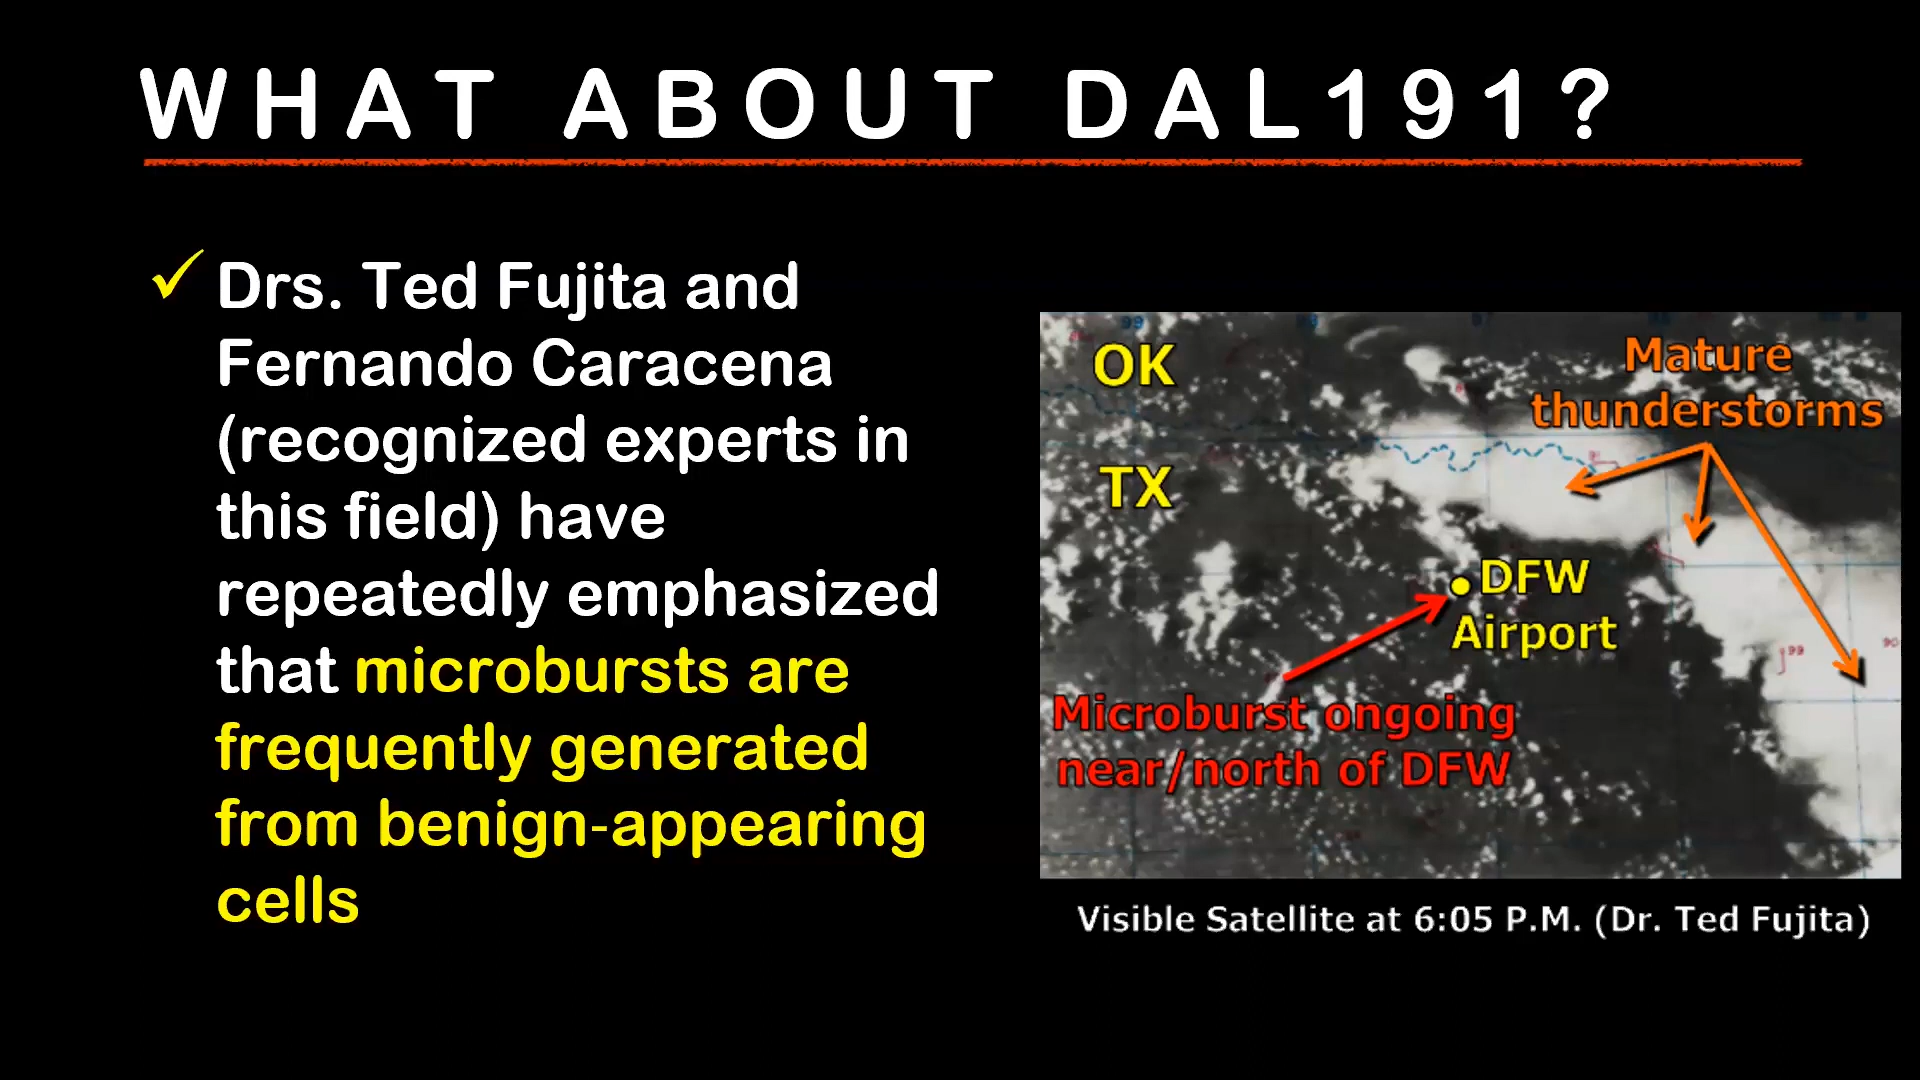 WHAT ABOUT DAL191?
Drs. Ted Fujita and
Fernando Caracena
(recognized experts in
this field) have
repeatedly emphasized
that microbursts are
frequently generated
from benign-appearing
cells
OK
TX
Mature
thunderstorms
DFW
Airport
Microburst ongoing
near/north of DFW
99
Visible Satellite at 6:05 P.M. (Dr. Ted Fujita)